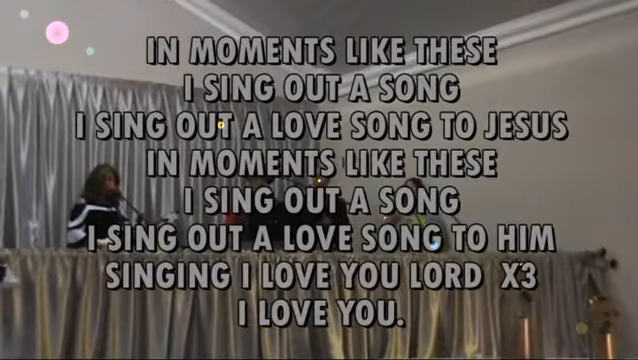 IN MOMENTS LIKE THESE
I SING OUT A SONG
I SING OUT A LOVE SONG TO JESUS
IN MOMENTS LIKE THESE
I SING OUT A SONG
I SING OUT A LOVE SONG TO HIM
SINGING I LOVE YOU LORD X3
I LOVE YOU.